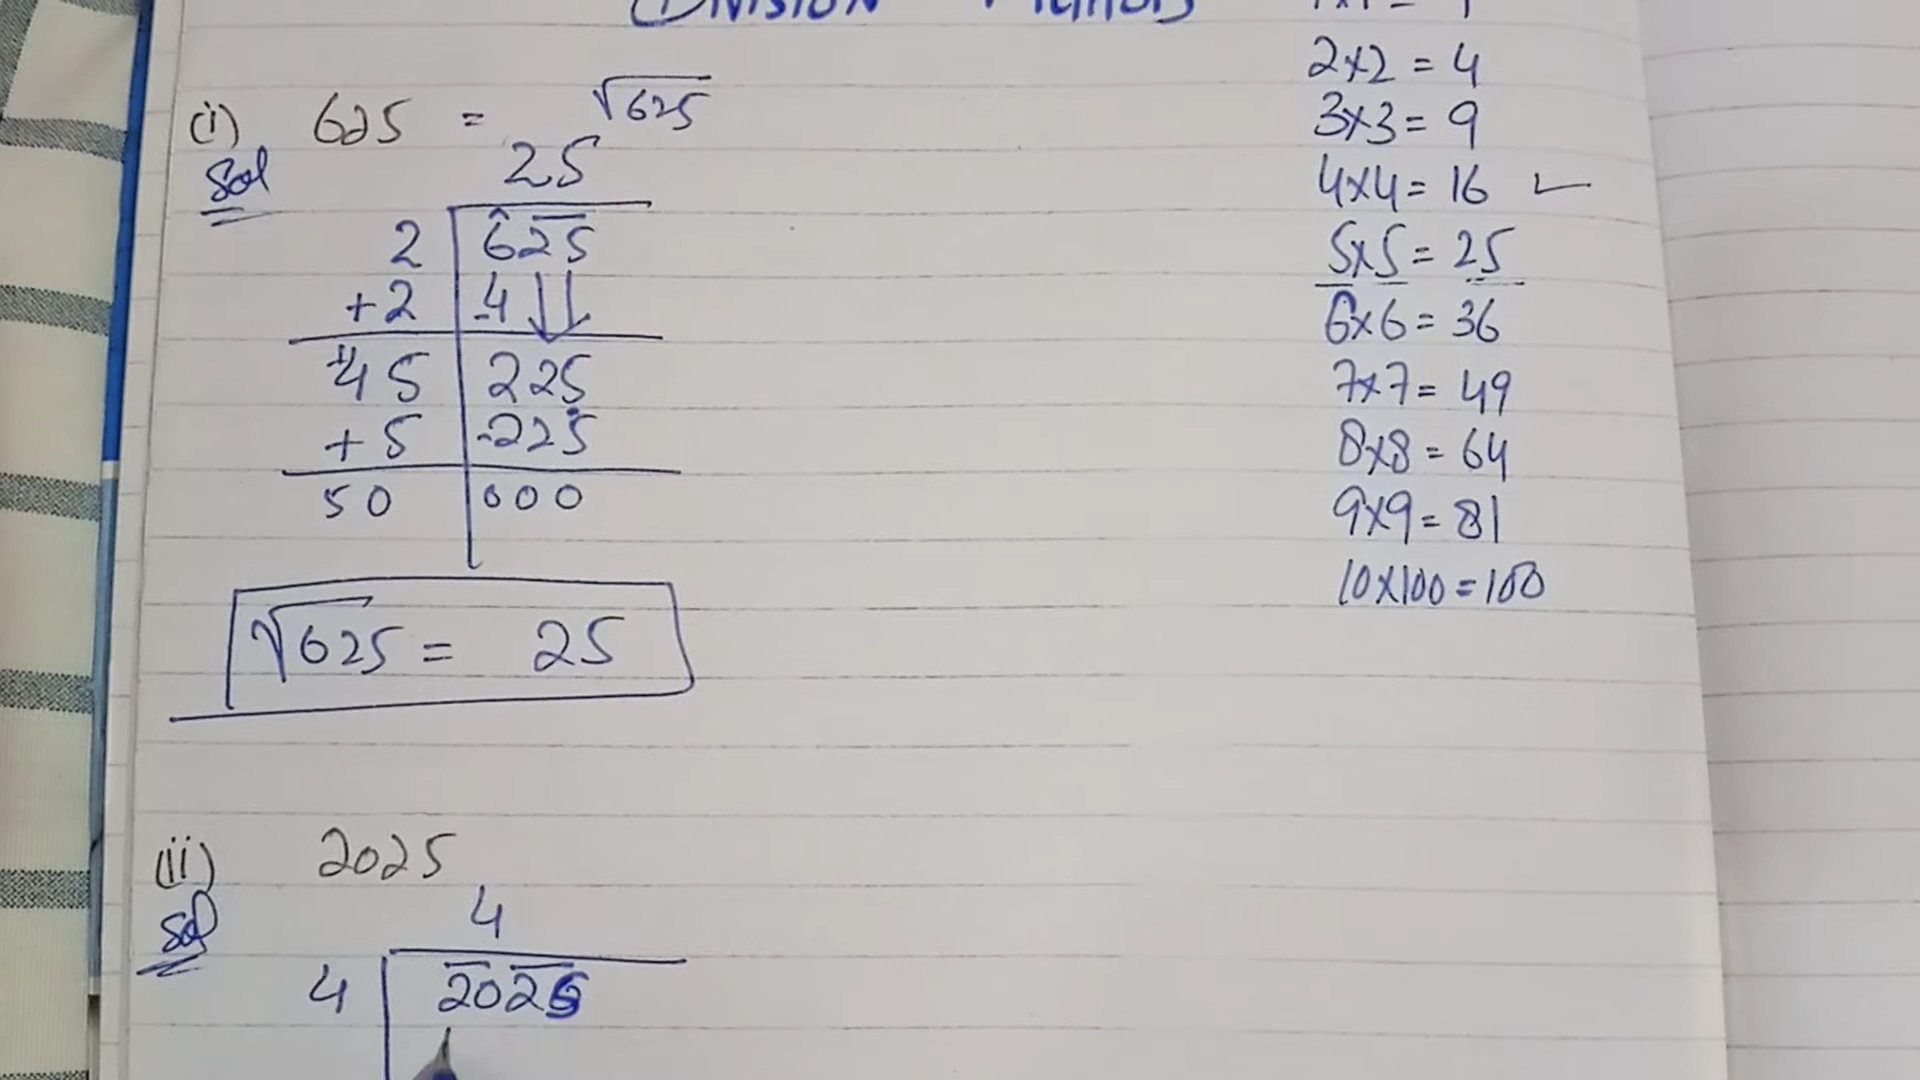 Division Method
(i) 625 = √625
Sol
25
2 625
+2 -4
45 225
+5 -225
50 000
√625 = 25
(ii) 2025
Sol
4
4 2025
2×2 = 4
3×3 = 9
4×4 = 16 ✓
5×5 = 25
6×6 = 36
7×7 = 49
8×8 = 64
9×9 = 81
10×100 = 100